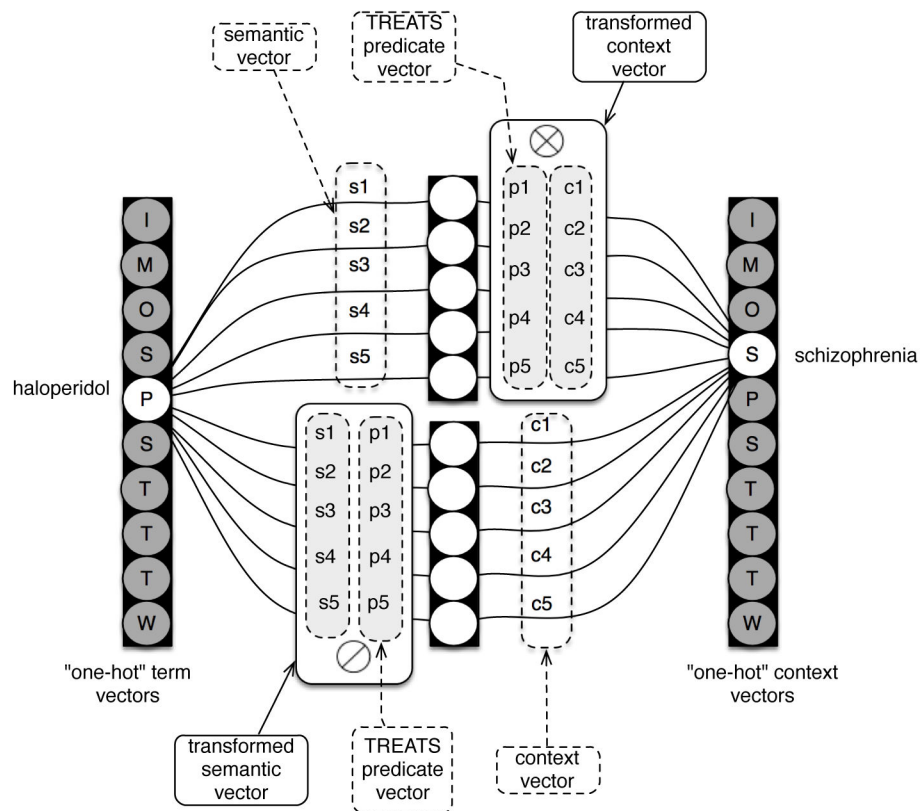 semantic
vector
TREATS
predicate
vector
transformed
context
vector
s1
s2
s3
s4
s5
p1
p2
p3
p4
p5
c1
c2
c3
c4
c5
I
M
O
S
P
S
T
T
T
W
haloperidol
I
M
O
S
P
S
T
T
T
W
schizophrenia
s1
s2
s3
s4
s5
p1
p2
p3
p4
p5
c1
c2
c3
c4
c5
"one-hot" term
vectors
"one-hot" context
vectors
transformed
semantic
vector
TREATS
predicate
vector
context
vector